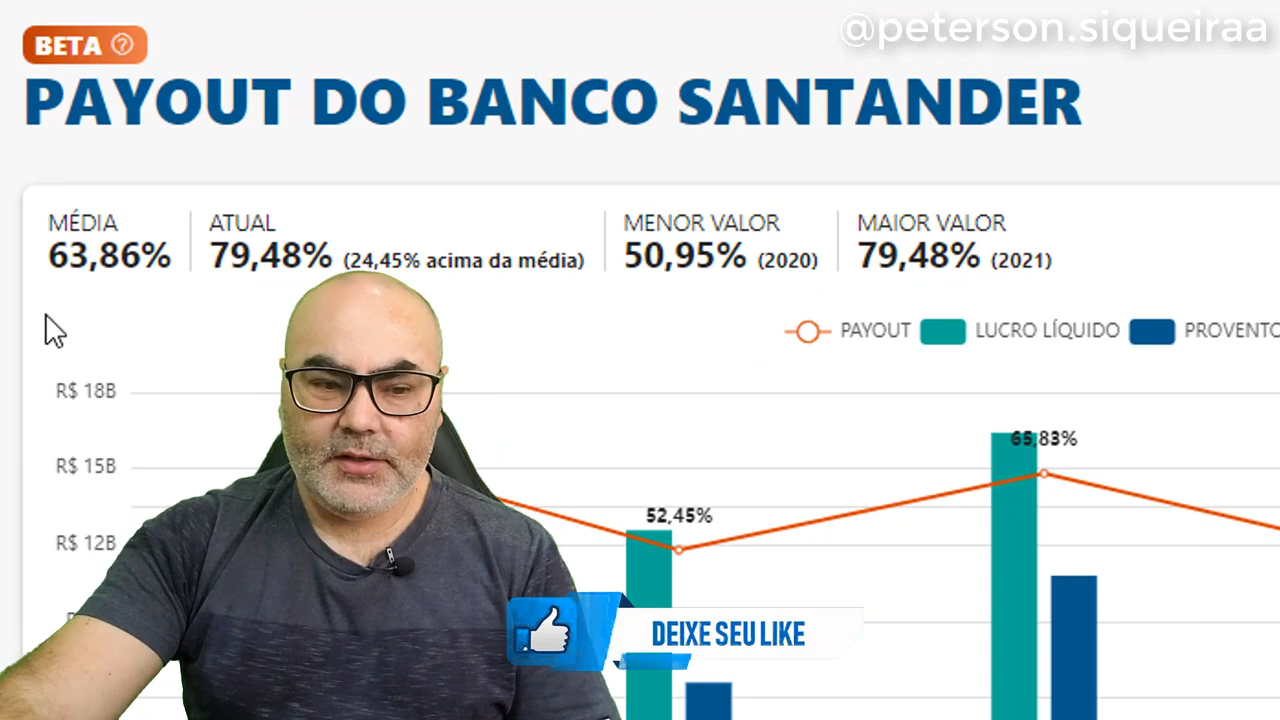 @peterson.siqueiraa
BETA
PAYOUT DO BANCO SANTANDER
MÉDIA
63,86%
ATUAL
79,48% (24,45% acima da média)
MENOR VALOR
50,95% (2020)
MAIOR VALOR
79,48% (2021)
PAYOUT LUCRO LÍQUIDO PROVENTO
R$ 18B
65,83%
R$ 15B
52,45%
R$ 12B
DEIXE SEU LIKE